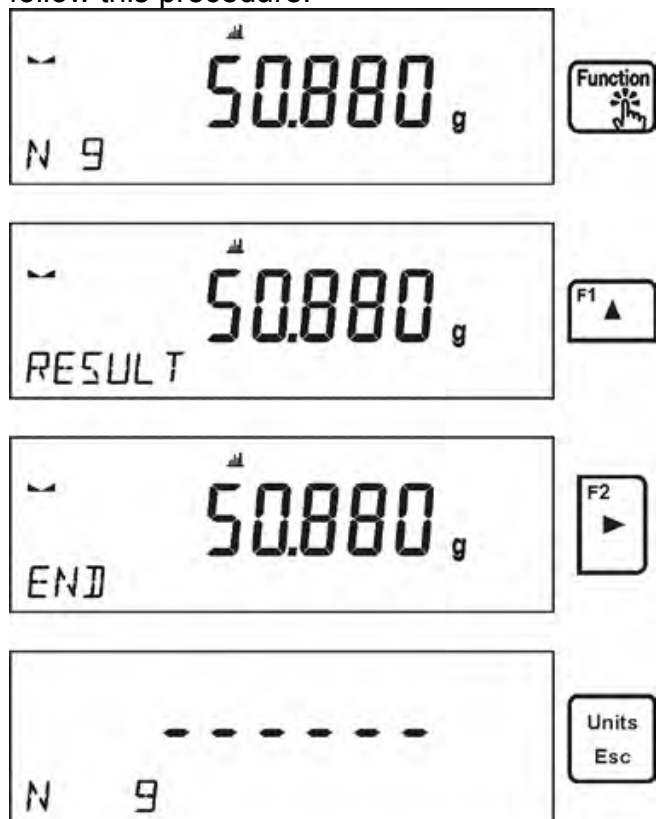 follow this procedure:
50.880 g
N 9
Function
50.880 g
RESULT
F1
50.880 g
END
F2
------
N 9
Units
Esc